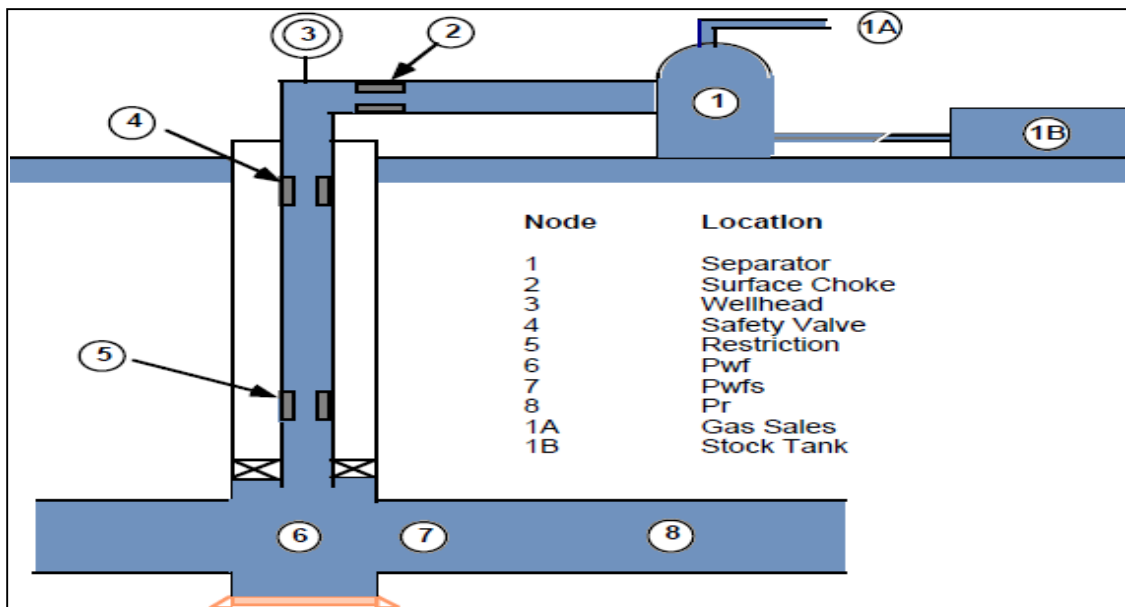 3
2
1A
4
1
1B
Node Location
1 Separator
2 Surface Choke
3 Wellhead
4 Safety Valve
5 Restriction
6 Pwf
7 Pwfs
8 Pr
1A Gas Sales
1B Stock Tank
5
6
7
8